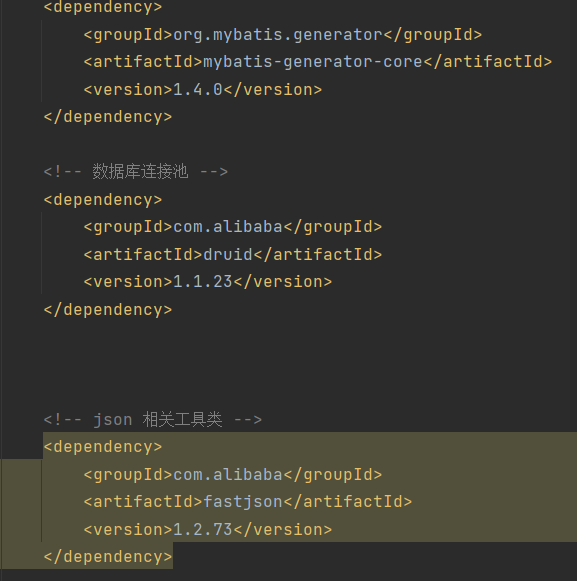 <dependency>
<groupId>org.mybatis.generator</groupId>
<artifactId>mybatis-generator-core</artifactId>
<version>1.4.0</version>
</dependency>
<!-- 数据库连接池 -->
<dependency>
<groupId>com.alibaba</groupId>
<artifactId>druid</artifactId>
<version>1.1.23</version>
</dependency>
<!-- json 相关工具类 -->
<dependency>
<groupId>com.alibaba</groupId>
<artifactId>fastjson</artifactId>
<version>1.2.73</version>
</dependency>